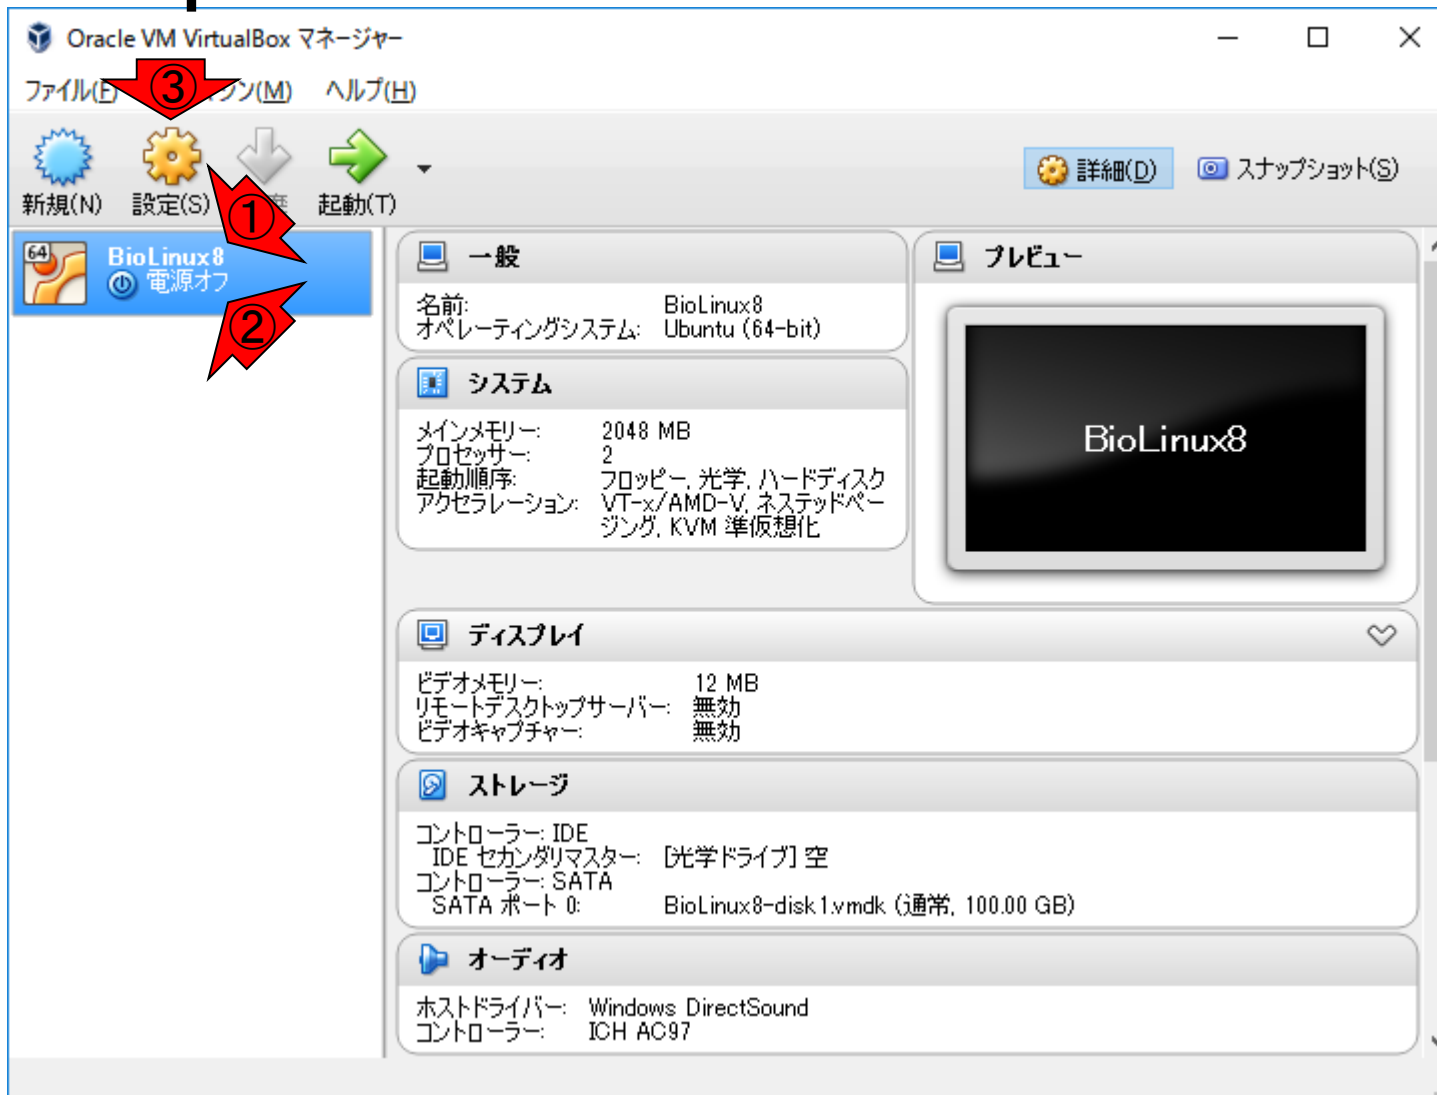 Oracle VM VirtualBox マネージャー
ファイル(F) ③ シン(M) ヘルプ(H)
新規(N) 設定(S) 起動(T) 詳細(D) スナップショット(S)
①
64 BioLinux8
電源オフ
②
一般
名前: BioLinux8
オペレーティングシステム: Ubuntu (64-bit)
プレビュー
BioLinux8
システム
メインメモリー: 2048 MB
プロセッサー: 2
起動順序: フロッピー, 光学, ハードディスク
アクセラレーション: VT-x/AMD-V, ネステッドペー
ジング, KVM 準仮想化
ディスプレイ
ビデオメモリー: 12 MB
リモートデスクトップサーバー: 無効
ビデオキャプチャー: 無効
ストレージ
コントローラー: IDE
IDE セカンダリマスター: [光学ドライブ] 空
コントローラー: SATA
SATA ポート 0: BioLinux8-disk1.vmdk (通常, 100.00 GB)
オーディオ
ホストドライバー: Windows DirectSound
コントローラー: ICH AC97